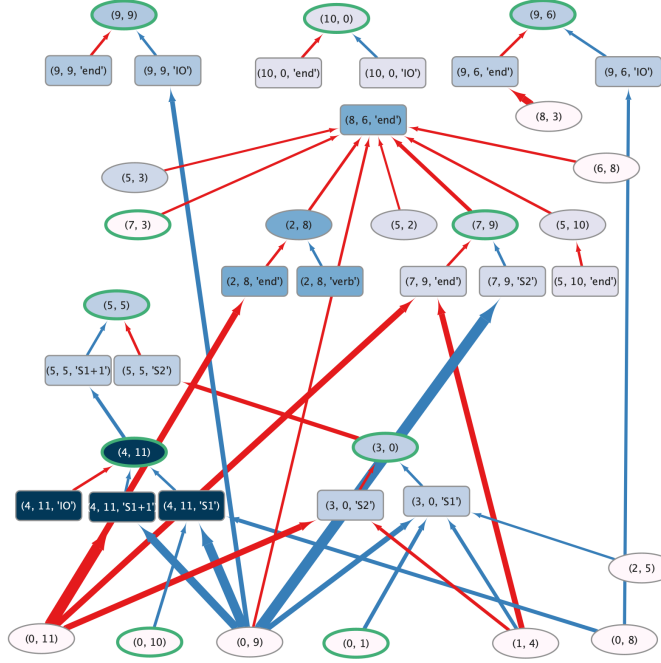 (9, 9)
(10, 0)
(9, 6)
(9, 9, 'end')
(9, 9, 'IO')
(10, 0, 'end')
(10, 0, 'IO')
(9, 6, 'end')
(9, 6, 'IO')
(8, 3)
(8, 6, 'end')
(5, 3)
(6, 8)
(7, 3)
(2, 8)
(5, 2)
(7, 9)
(5, 10)
(2, 8, 'end')
(2, 8, 'verb')
(7, 9, 'end')
(7, 9, 'S2')
(5, 10, 'end')
(5, 5)
(5, 5, 'S1+1')
(5, 5, 'S2')
(4, 11)
(3, 0)
(4, 11, 'IO')
(4, 11, 'S1+1')
(4, 11, 'S1')
(3, 0, 'S2')
(3, 0, 'S1')
(2, 5)
(0, 11)
(0, 10)
(0, 9)
(0, 1)
(1, 4)
(0, 8)